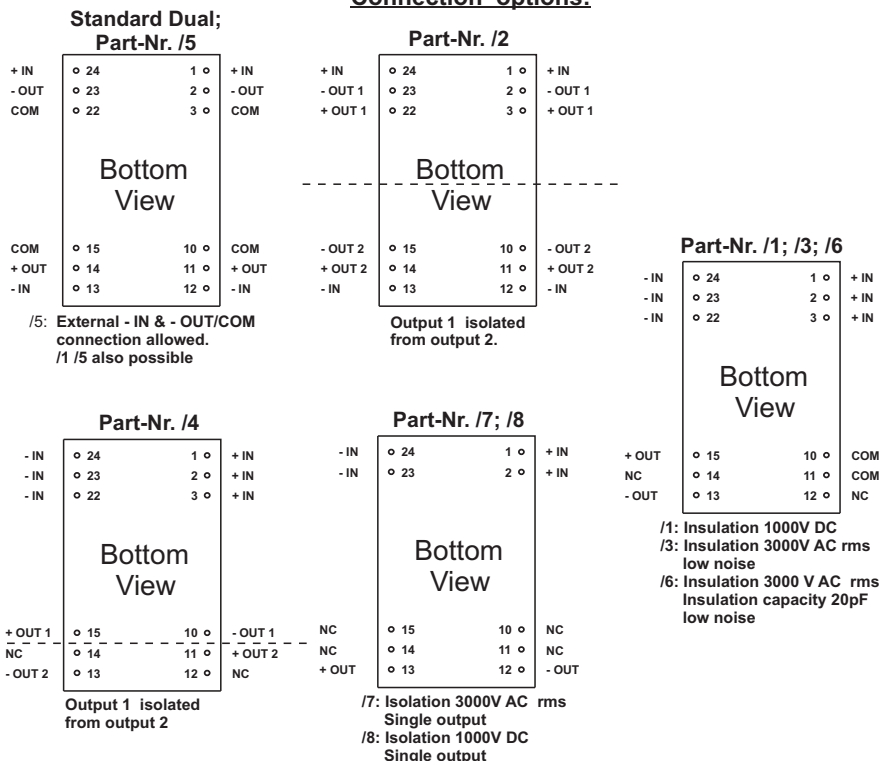 Connection options:
Standard Dual;
Part-Nr. /5
+ IN 24 1 + IN
- OUT 23 2 - OUT
COM 22 3 COM
Bottom
View
COM 15 10 COM
+ OUT 14 11 + OUT
- IN 13 12 - IN
/5: External - IN & - OUT/COM
connection allowed.
/1 /5 also possible
Part-Nr. /2
+ IN 24 1 + IN
- OUT 1 23 2 - OUT 1
+ OUT 1 22 3 + OUT 1
Bottom
View
- OUT 2 15 10 - OUT 2
+ OUT 2 14 11 + OUT 2
- IN 13 12 - IN
Output 1 isolated
from output 2.
Part-Nr. /1; /3; /6
- IN 24 1 + IN
- IN 23 2 + IN
- IN 22 3 + IN
Bottom
View
+ OUT 15 10 COM
NC 14 11 COM
- OUT 13 12 NC
/1: Insulation 1000V DC
/3: Insulation 3000V AC rms
low noise
/6: Insulation 3000 V AC rms
Insulation capacity 20pF
low noise
Part-Nr. /4
- IN 24 1 + IN
- IN 23 2 + IN
- IN 22 3 + IN
Bottom
View
+ OUT 1 15 10 - OUT 1
NC 14 11 + OUT 2
- OUT 2 13 12 NC
Output 1 isolated
from output 2
Part-Nr. /7; /8
- IN 24 1 + IN
- IN 23 2 + IN
Bottom
View
NC 15 10 NC
NC 14 11 NC
+ OUT 13 12 - OUT
/7: Isolation 3000V AC rms
Single output
/8: Isolation 1000V DC
Single output